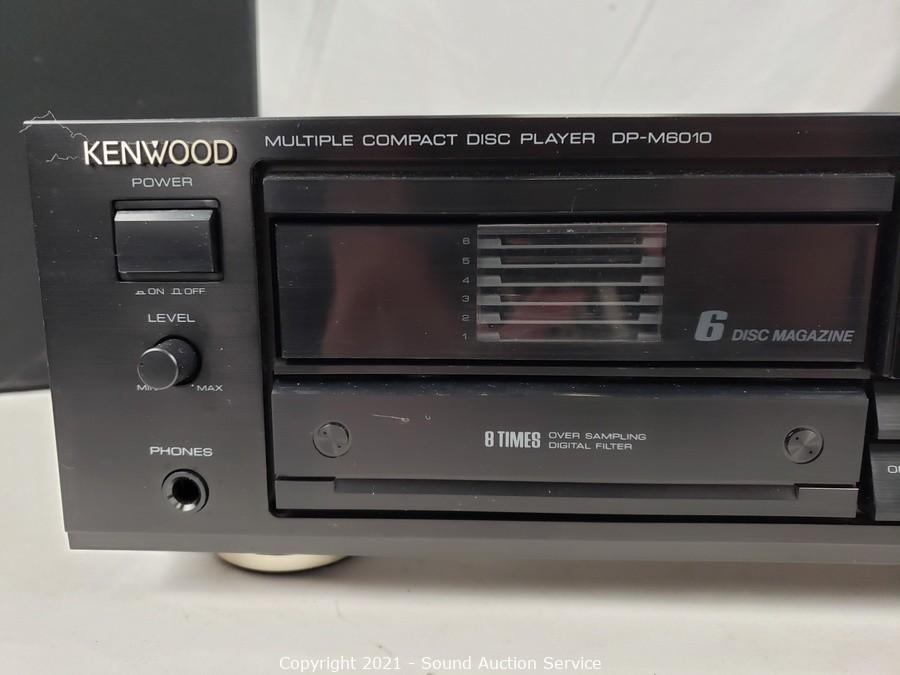 KENWOOD
MULTIPLE COMPACT DISC PLAYER DP-M6010
POWER
ON OFF
LEVEL
MIN MAX
PHONES
6
5
4
3
2
1
6 DISC MAGAZINE
8 TIMES OVER SAMPLING
DIGITAL FILTER
Copyright 2021 - Sound Auction Service